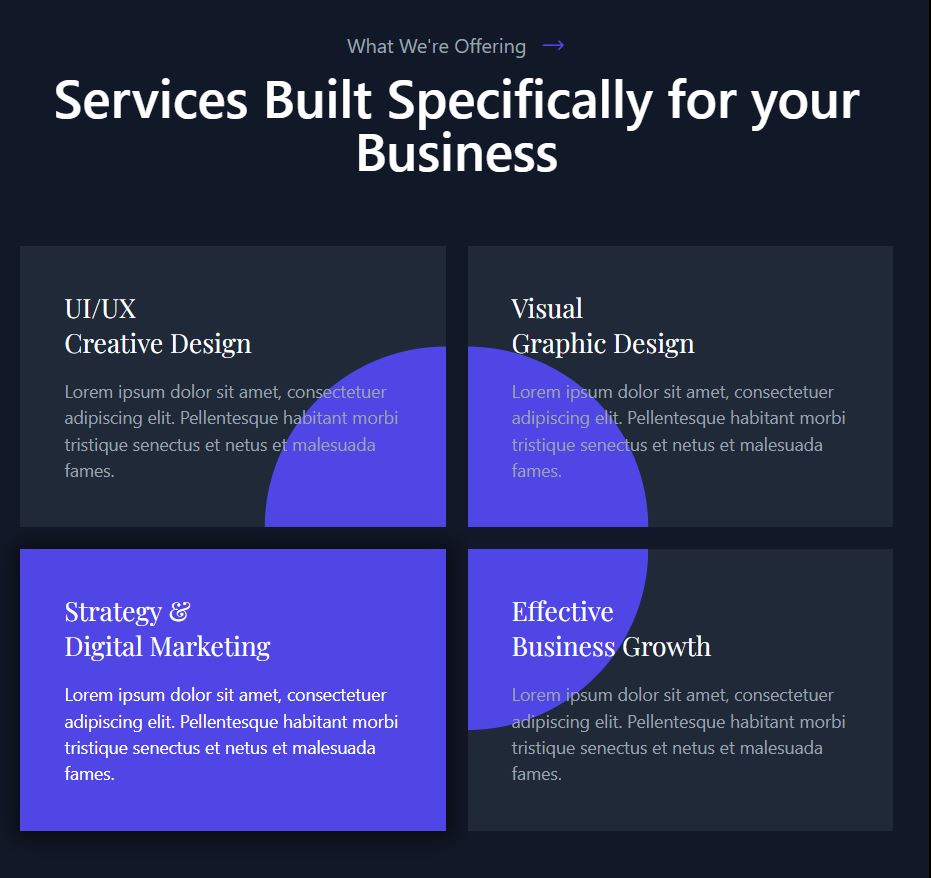 What We're Offering →
Services Built Specifically for your
Business
UI/UX
Creative Design
Lorem ipsum dolor sit amet, consectetuer
adipiscing elit. Pellentesque habitant morbi
tristique senectus et netus et malesuada
fames.
Visual
Graphic Design
Lorem ipsum dolor sit amet, consectetuer
adipiscing elit. Pellentesque habitant morbi
tristique senectus et netus et malesuada
fames.
Strategy &
Digital Marketing
Lorem ipsum dolor sit amet, consectetuer
adipiscing elit. Pellentesque habitant morbi
tristique senectus et netus et malesuada
fames.
Effective
Business Growth
Lorem ipsum dolor sit amet, consectetuer
adipiscing elit. Pellentesque habitant morbi
tristique senectus et netus et malesuada
fames.